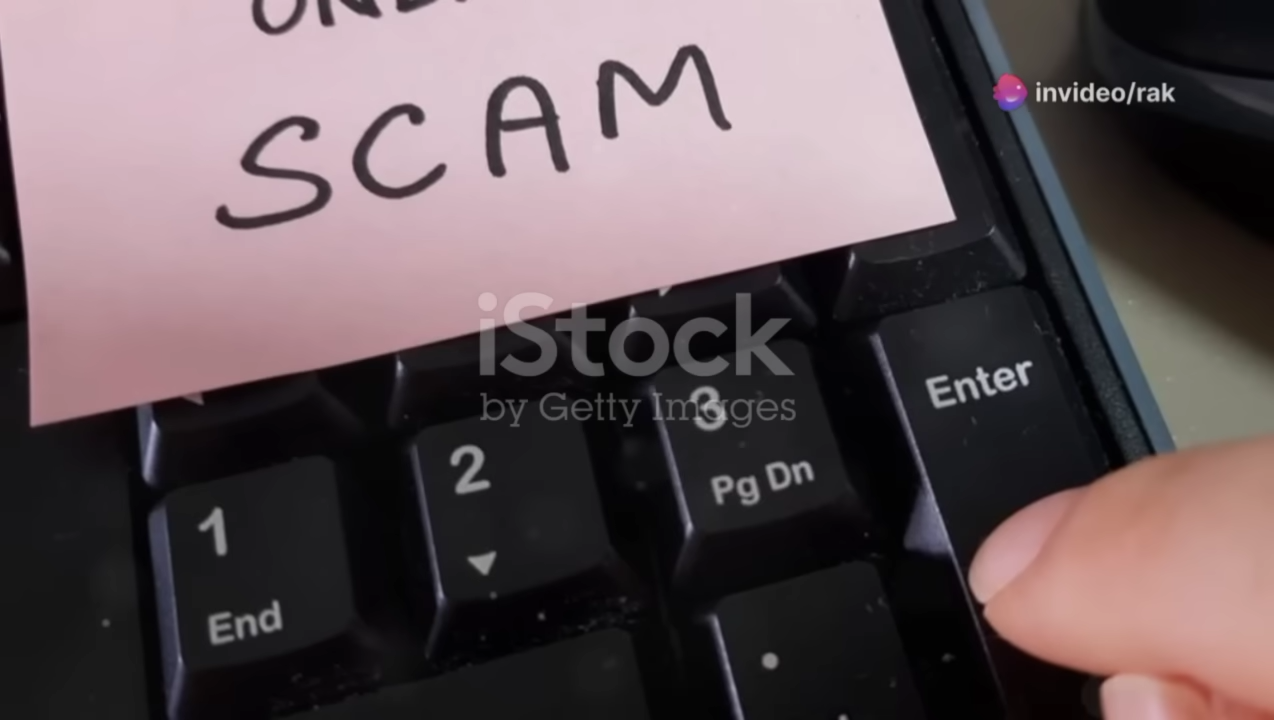 SCAM
invideo/rak
iStock
by Getty Images
Enter
3
Pg Dn
2
1
End
.